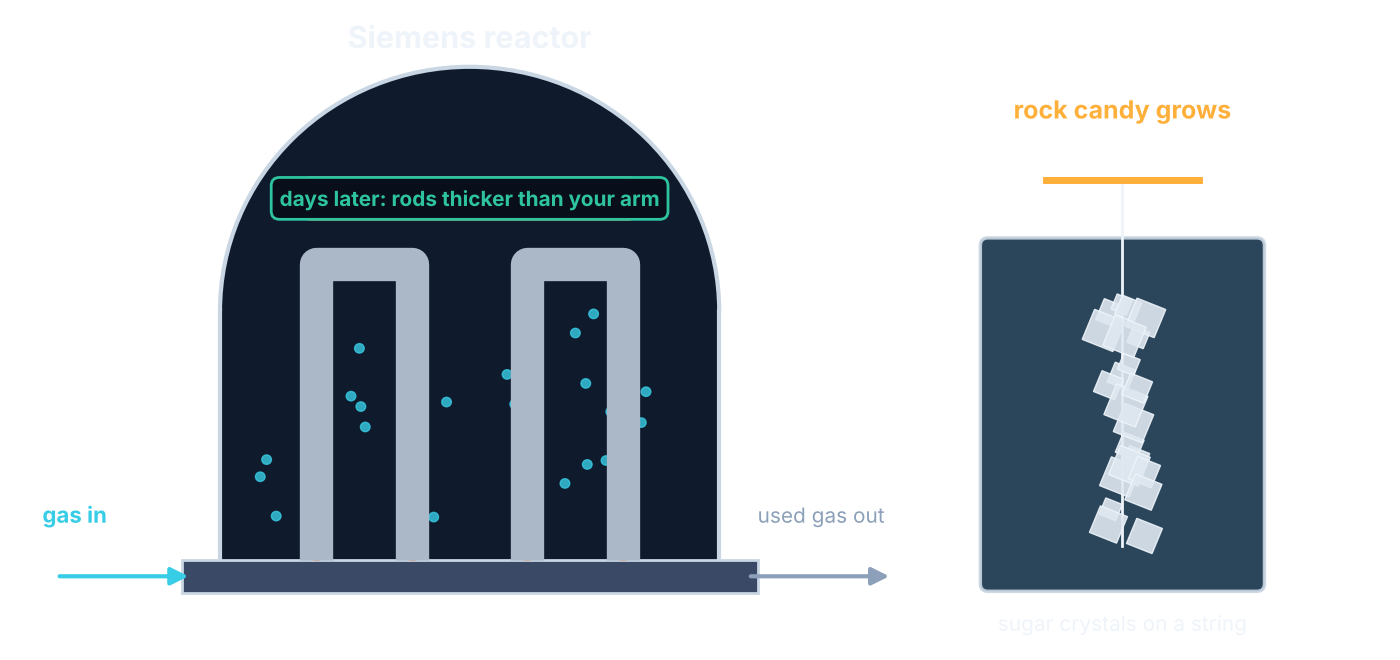 Siemens reactor
rock candy grows
days later: rods thicker than your arm
gas in
used gas out
sugar crystals on a string